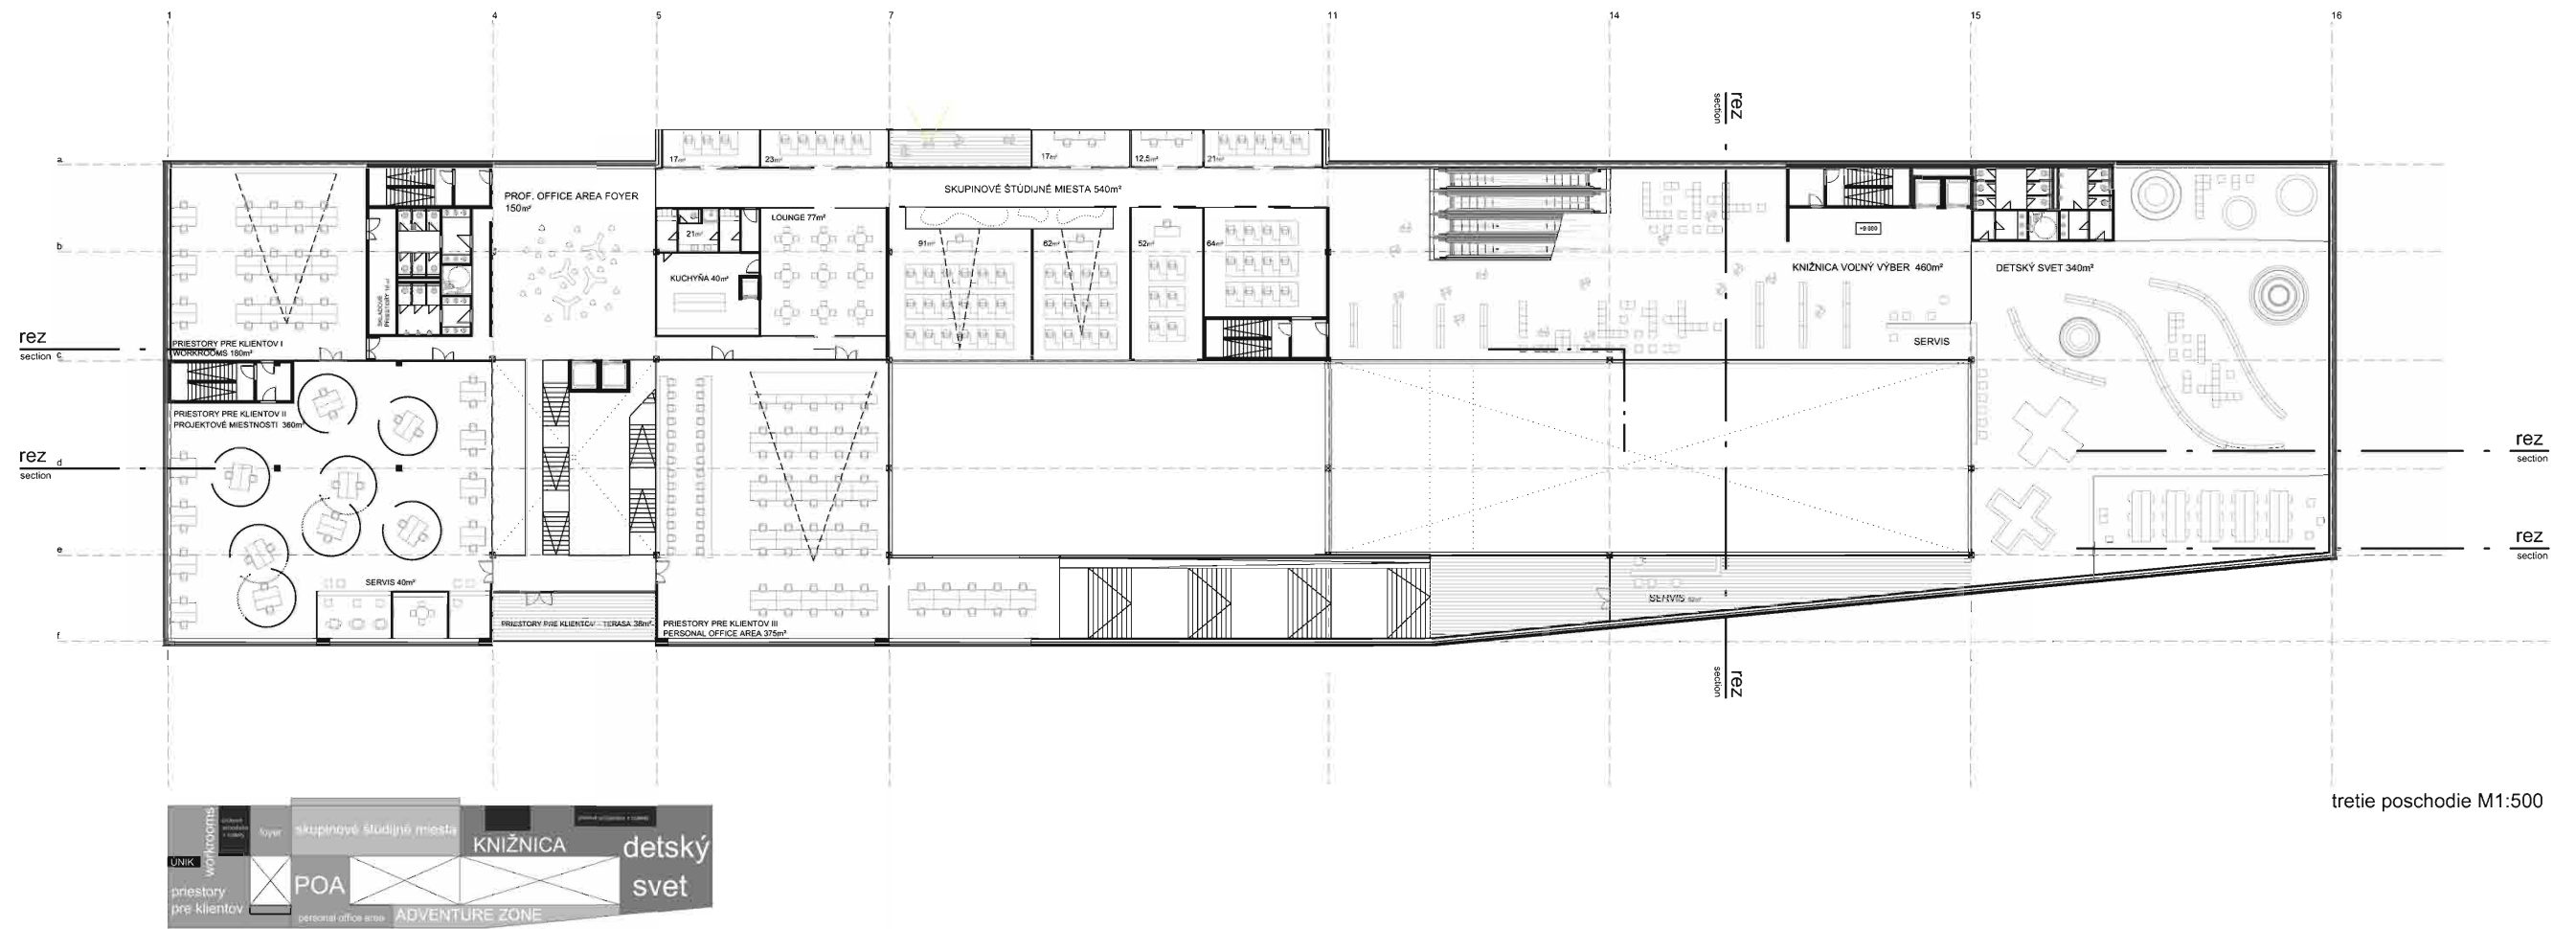 1 4 5 7 11 14 15 16
rez
section
a
17m² 23m² 17m² 12,5m² 21m²
PROF. OFFICE AREA FOYER
150m²
SKUPINOVÉ ŠTÚDIJNÉ MIESTA 540m²
LOUNGE 77m²
21m²
b
91m² 62m² 52m² 64m²
KUCHYŇA 40m²
SKLADOVÉ
KNIŽNICA VOĽNÝ VÝBER 460m²
DETSKÝ SVET 340m²
SERVIS
rez
section
c
PRIESTORY PRE KLIENTOV I
WORKROOMS 180m²
PRIESTORY PRE KLIENTOV II
PROJEKTOVÉ MIESTNOSTI 360m²
rez
section
d
rez
section
e
rez
section
SERVIS 40m²
SERVIS
f
PRIESTORY PRE KLIENTOV - TERASA 38m²
PRIESTORY PRE KLIENTOV III
PERSONAL OFFICE AREA 375m²
rez
section
tretie poschodie M1:500
workrooms
foyer
skupinové študijné miesta
KNIŽNICA
detský
svet
ÚNIK
priestory
pre klientov
POA
personal office area
ADVENTURE ZONE